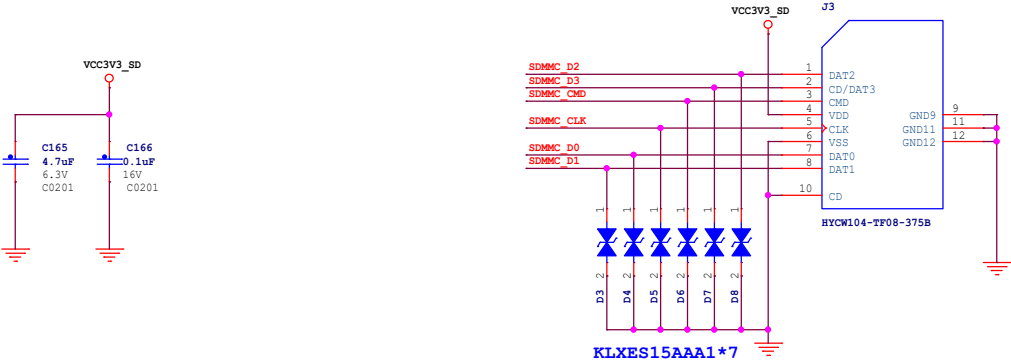 VCC3V3_SD
C165
4.7uF
6.3V
C0201
C166
0.1uF
16V
C0201
VCC3V3_SD
J3
SDMMC_D2
SDMMC_D3
SDMMC_CMD
SDMMC_CLK
SDMMC_D0
SDMMC_D1
1 DAT2
2 CD/DAT3
3 CMD
4 VDD
5 CLK
6 VSS
7 DAT0
8 DAT1
10 CD
GND9 9
GND11 11
GND12 12
HYCW104-TF08-375B
1 1 1 1 1 1
2 2 2 2 2 2
D3 D4 D5 D6 D7 D8
KLXES15AAA1*7